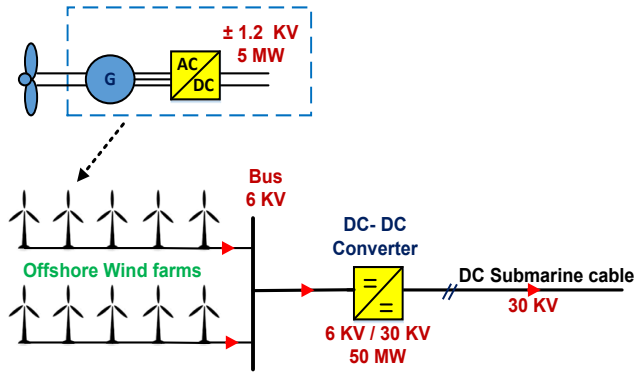 ± 1.2 KV
5 MW
G
AC
DC
Bus
6 KV
DC- DC
Converter
Offshore Wind farms
DC Submarine cable
30 KV
6 KV / 30 KV
50 MW